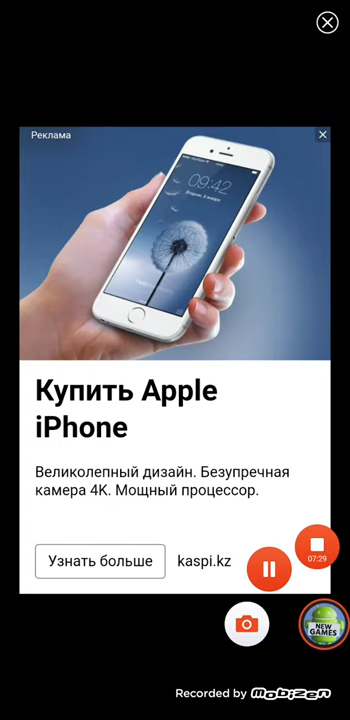 Реклама
09:42
Купить Apple
iPhone
Великолепный дизайн. Безупречная
камера 4K. Мощный процессор.
Узнать больше
kaspi.kz
07:29
NEW
GAMES
Recorded by mobizen